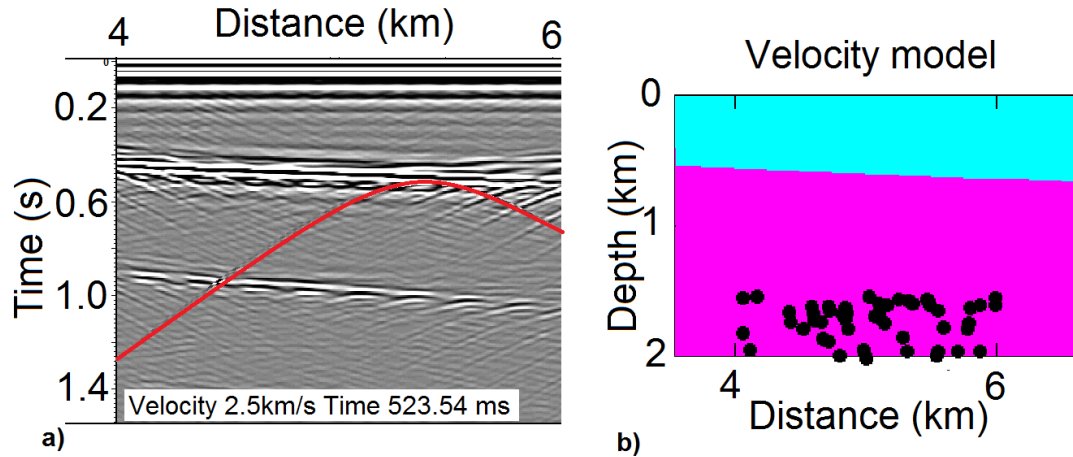 Distance (km)
4
6
0
0.2
0.6
1.0
1.4
Time (s)
Velocity 2.5km/s Time 523.54 ms
a)
Velocity model
0
1
2
Depth (km)
4
6
Distance (km)
b)